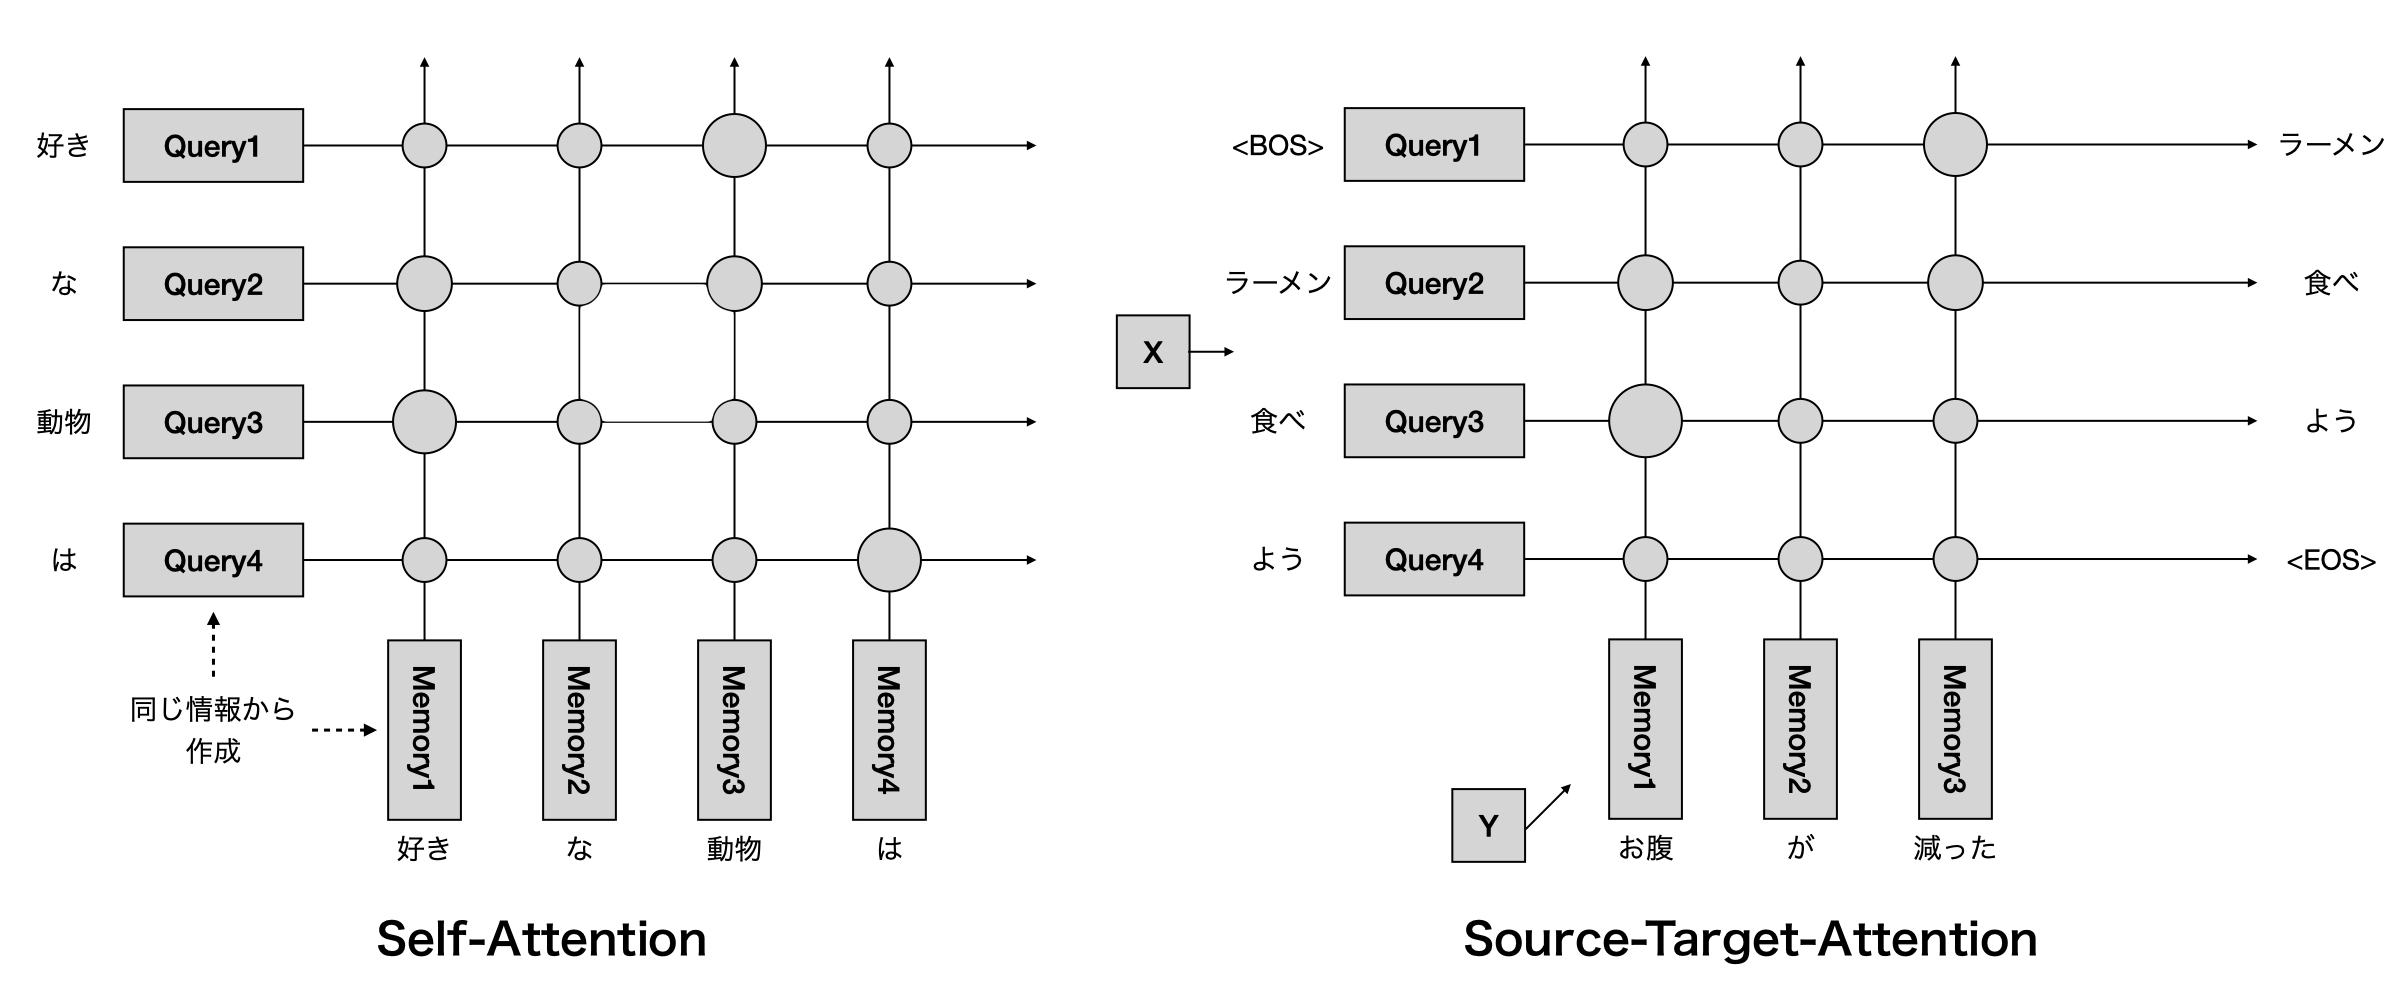 好き
Query1
な
Query2
動物
Query3
は
Query4
同じ情報から
作成
Memory1
Memory2
Memory3
Memory4
好き
な
動物
は
Self-Attention
<BOS>
Query1
ラーメン
ラーメン
Query2
食べ
X
食べ
Query3
よう
よう
Query4
<EOS>
Memory1
Memory2
Memory3
Y
お腹
が
減った
Source-Target-Attention